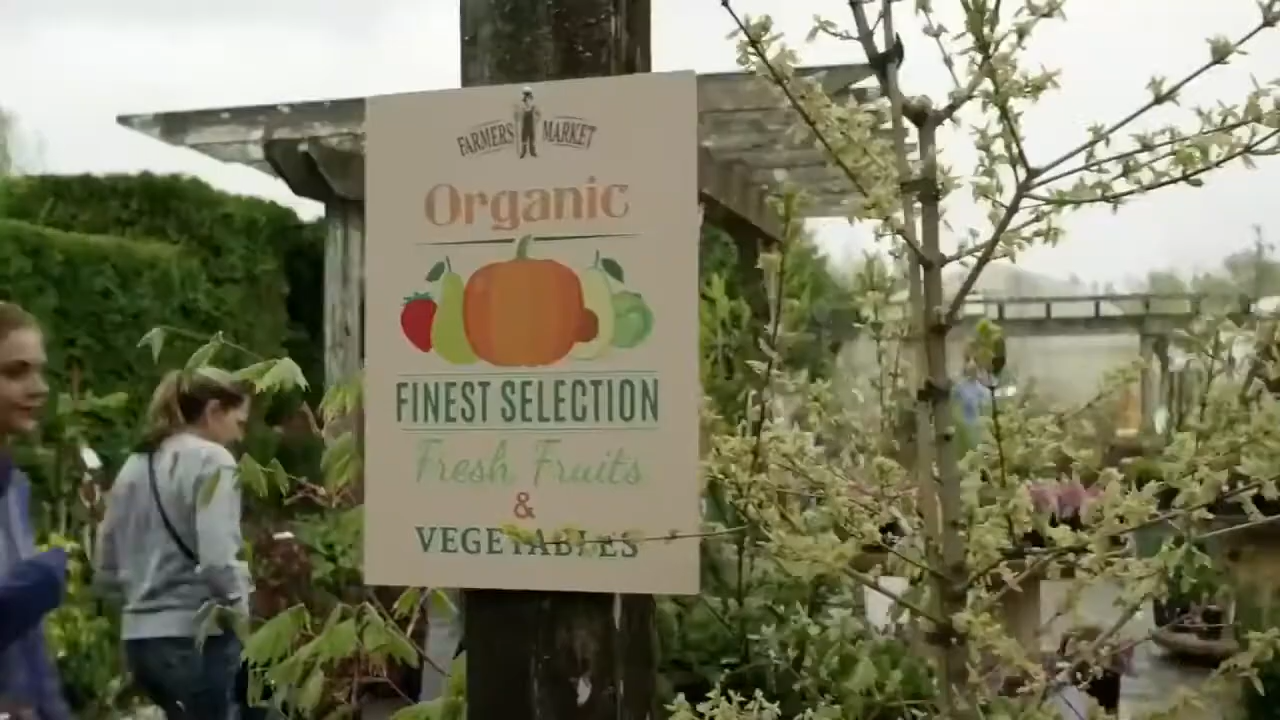 FARMERS MARKET
Organic
FINEST SELECTION
Fresh Fruits
&
VEGETABLES